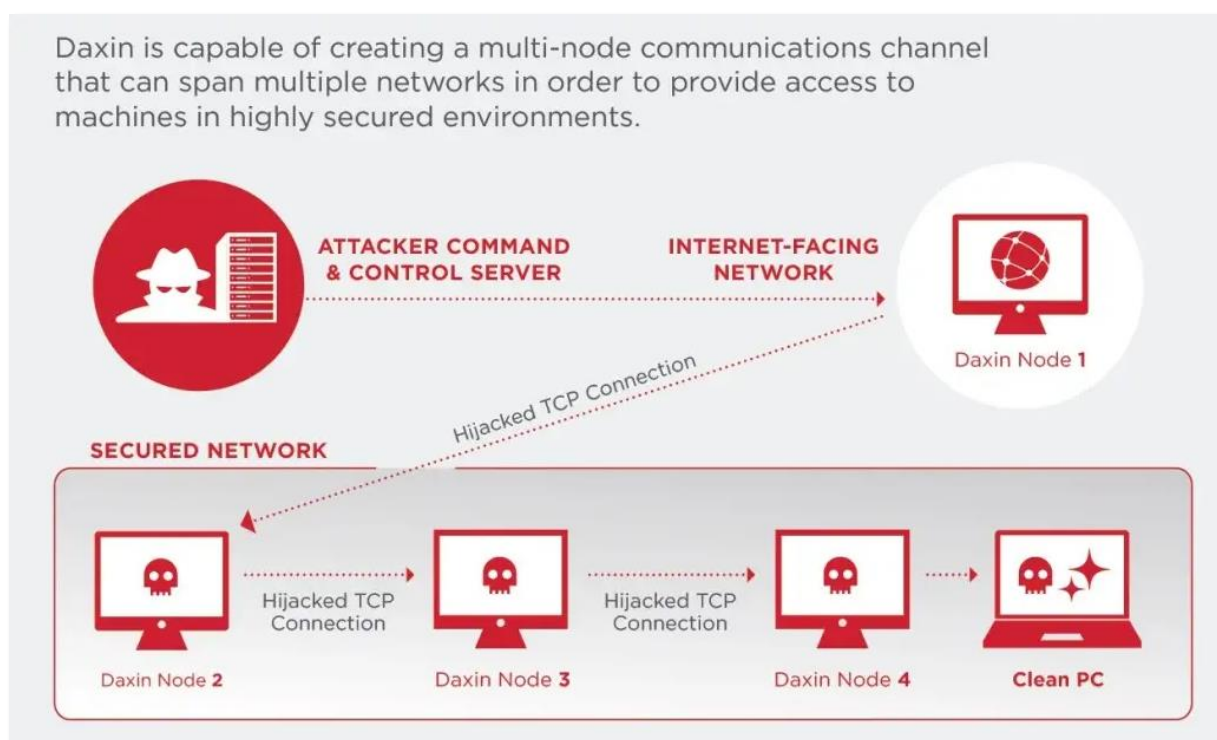 Daxin is capable of creating a multi-node communications channel
that can span multiple networks in order to provide access to
machines in highly secured environments.
ATTACKER COMMAND
& CONTROL SERVER
INTERNET-FACING
NETWORK
Daxin Node 1
Hijacked TCP Connection
SECURED NETWORK
Hijacked TCP
Connection
Hijacked TCP
Connection
Daxin Node 2
Daxin Node 3
Daxin Node 4
Clean PC